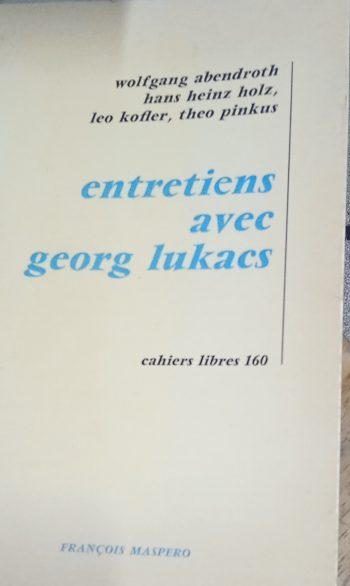 wolfgang abendroth
hans heinz holz,
leo kofler, theo pinkus
entretiens
avec
georg lukacs
cahiers libres 160
FRANÇOIS MASPERO